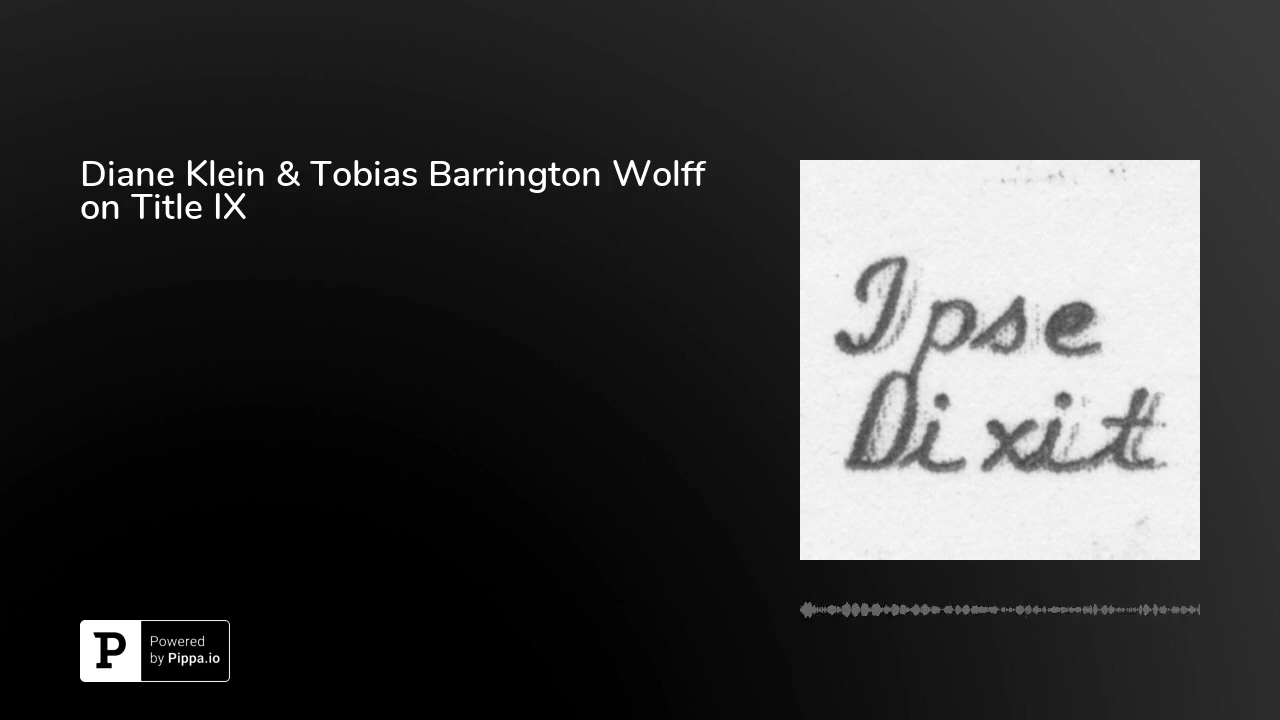 Diane Klein & Tobias Barrington Wolff
on Title IX
Ipse
Dixit
P
Powered
by Pippa.io